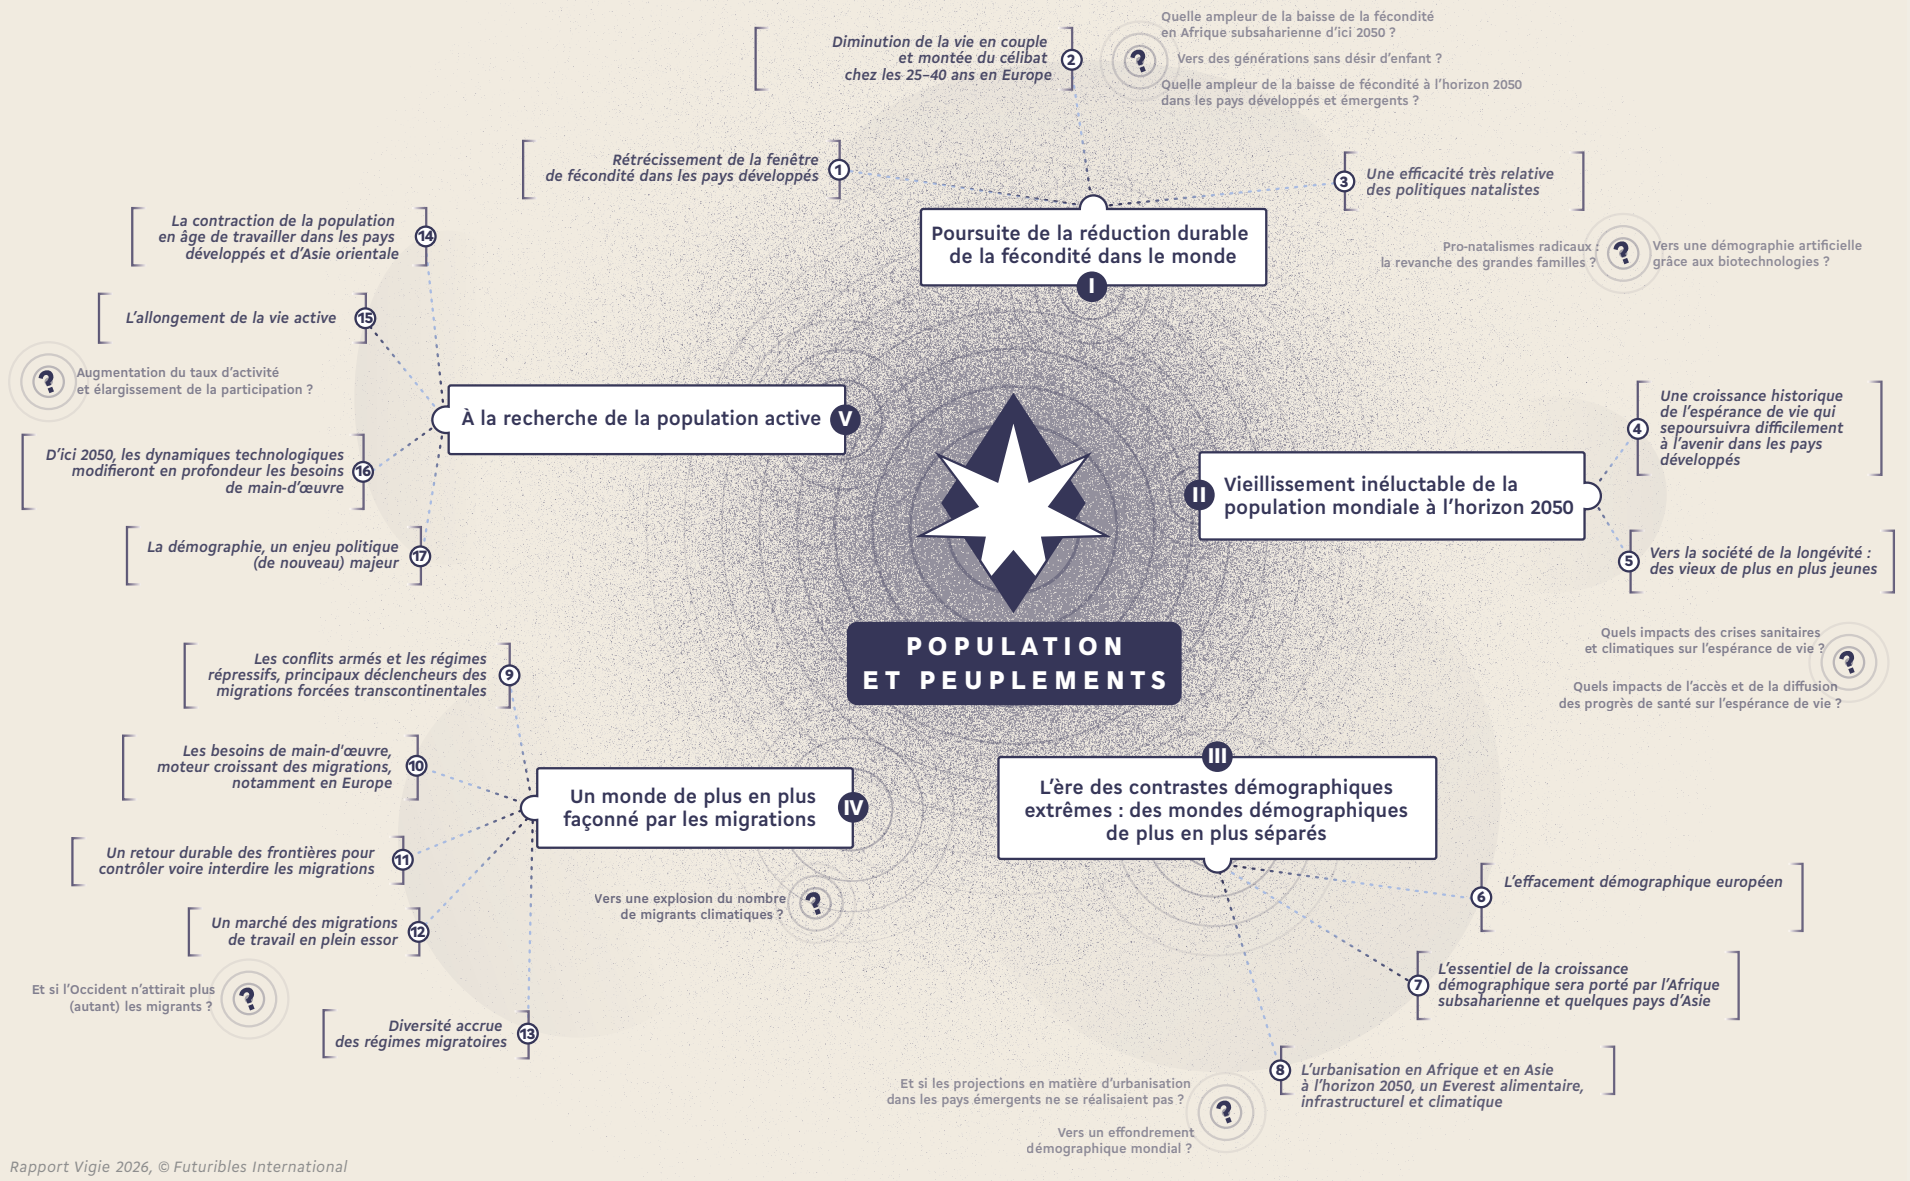 Diminution de la vie en couple
et montée du célibat
chez les 25–40 ans en Europe
2
?
Quelle ampleur de la baisse de la fécondité
en Afrique subsaharienne d’ici 2050 ?
Vers des générations sans désir d’enfant ?
Quelle ampleur de la baisse de fécondité à l’horizon 2050
dans les pays développés et émergents ?
Rétrécissement de la fenêtre
de fécondité dans les pays développés
1
3
Une efficacité très relative
des politiques natalistes
Pro-natalismes radicaux :
la revanche des grandes familles ?
?
Vers une démographie artificielle
grâce aux biotechnologies ?
Poursuite de la réduction durable
de la fécondité dans le monde
I
La contraction de la population
en âge de travailler dans les pays
développés et d’Asie orientale
14
L’allongement de la vie active
15
?
Augmentation du taux d’activité
et élargissement de la participation ?
À la recherche de la population active
V
D’ici 2050, les dynamiques technologiques
modifieront en profondeur les besoins
de main-d’œuvre
16
La démographie, un enjeu politique
(de nouveau) majeur
17
II
Vieillissement inéluctable de la
population mondiale à l’horizon 2050
4
Une croissance historique
de l’espérance de vie qui
sepoursuivra difficilement
à l’avenir dans les pays
développés
5
Vers la société de la longévité :
des vieux de plus en plus jeunes
Quels impacts des crises sanitaires
et climatiques sur l’espérance de vie ?
?
Quels impacts de l’accès et de la diffusion
des progrès de santé sur l’espérance de vie ?
POPULATION
ET PEUPLEMENTS
Les conflits armés et les régimes
répressifs, principaux déclencheurs des
migrations forcées transcontinentales
9
Les besoins de main-d'œuvre,
moteur croissant des migrations,
notamment en Europe
10
Un monde de plus en plus
façonné par les migrations
IV
Un retour durable des frontières pour
contrôler voire interdire les migrations
11
Un marché des migrations
de travail en plein essor
12
Vers une explosion du nombre
de migrants climatiques ?
?
Et si l’Occident n’attirait plus
(autant) les migrants ?
?
Diversité accrue
des régimes migratoires
13
III
L’ère des contrastes démographiques
extrêmes : des mondes démographiques
de plus en plus séparés
6
L’effacement démographique européen
7
L’essentiel de la croissance
démographique sera porté par l’Afrique
subsaharienne et quelques pays d’Asie
8
L’urbanisation en Afrique et en Asie
à l’horizon 2050, un Everest alimentaire,
infrastructurel et climatique
Et si les projections en matière d’urbanisation
dans les pays émergents ne se réalisaient pas ?
?
Vers un effondrement
démographique mondial ?
Rapport Vigie 2026, © Futuribles International